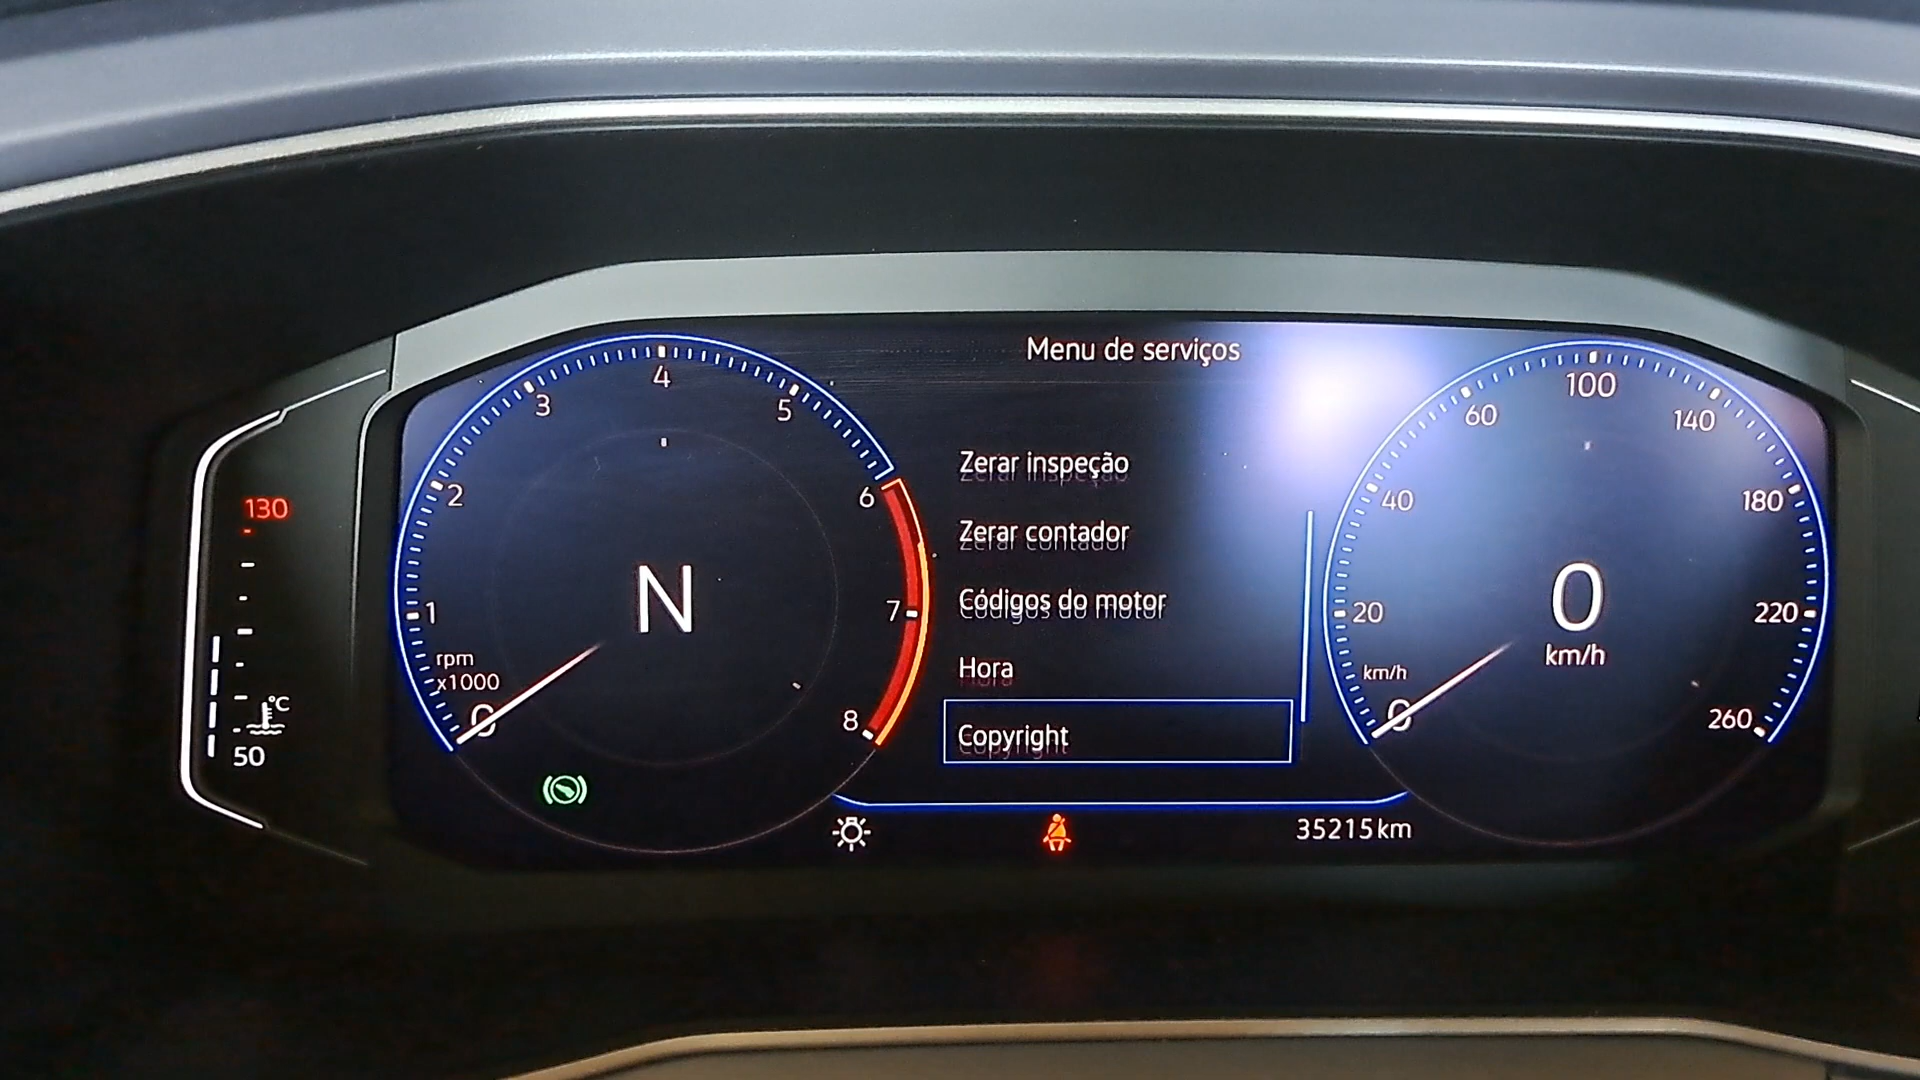 Menu de serviços
Zerar inspeção
Zerar contador
Códigos do motor
Hora
Copyright
130
°C
50
0
1
2
3
4
5
6
7
8
rpm
x1000
N
0
20
40
60
100
140
180
220
260
km/h
0
km/h
35215 km